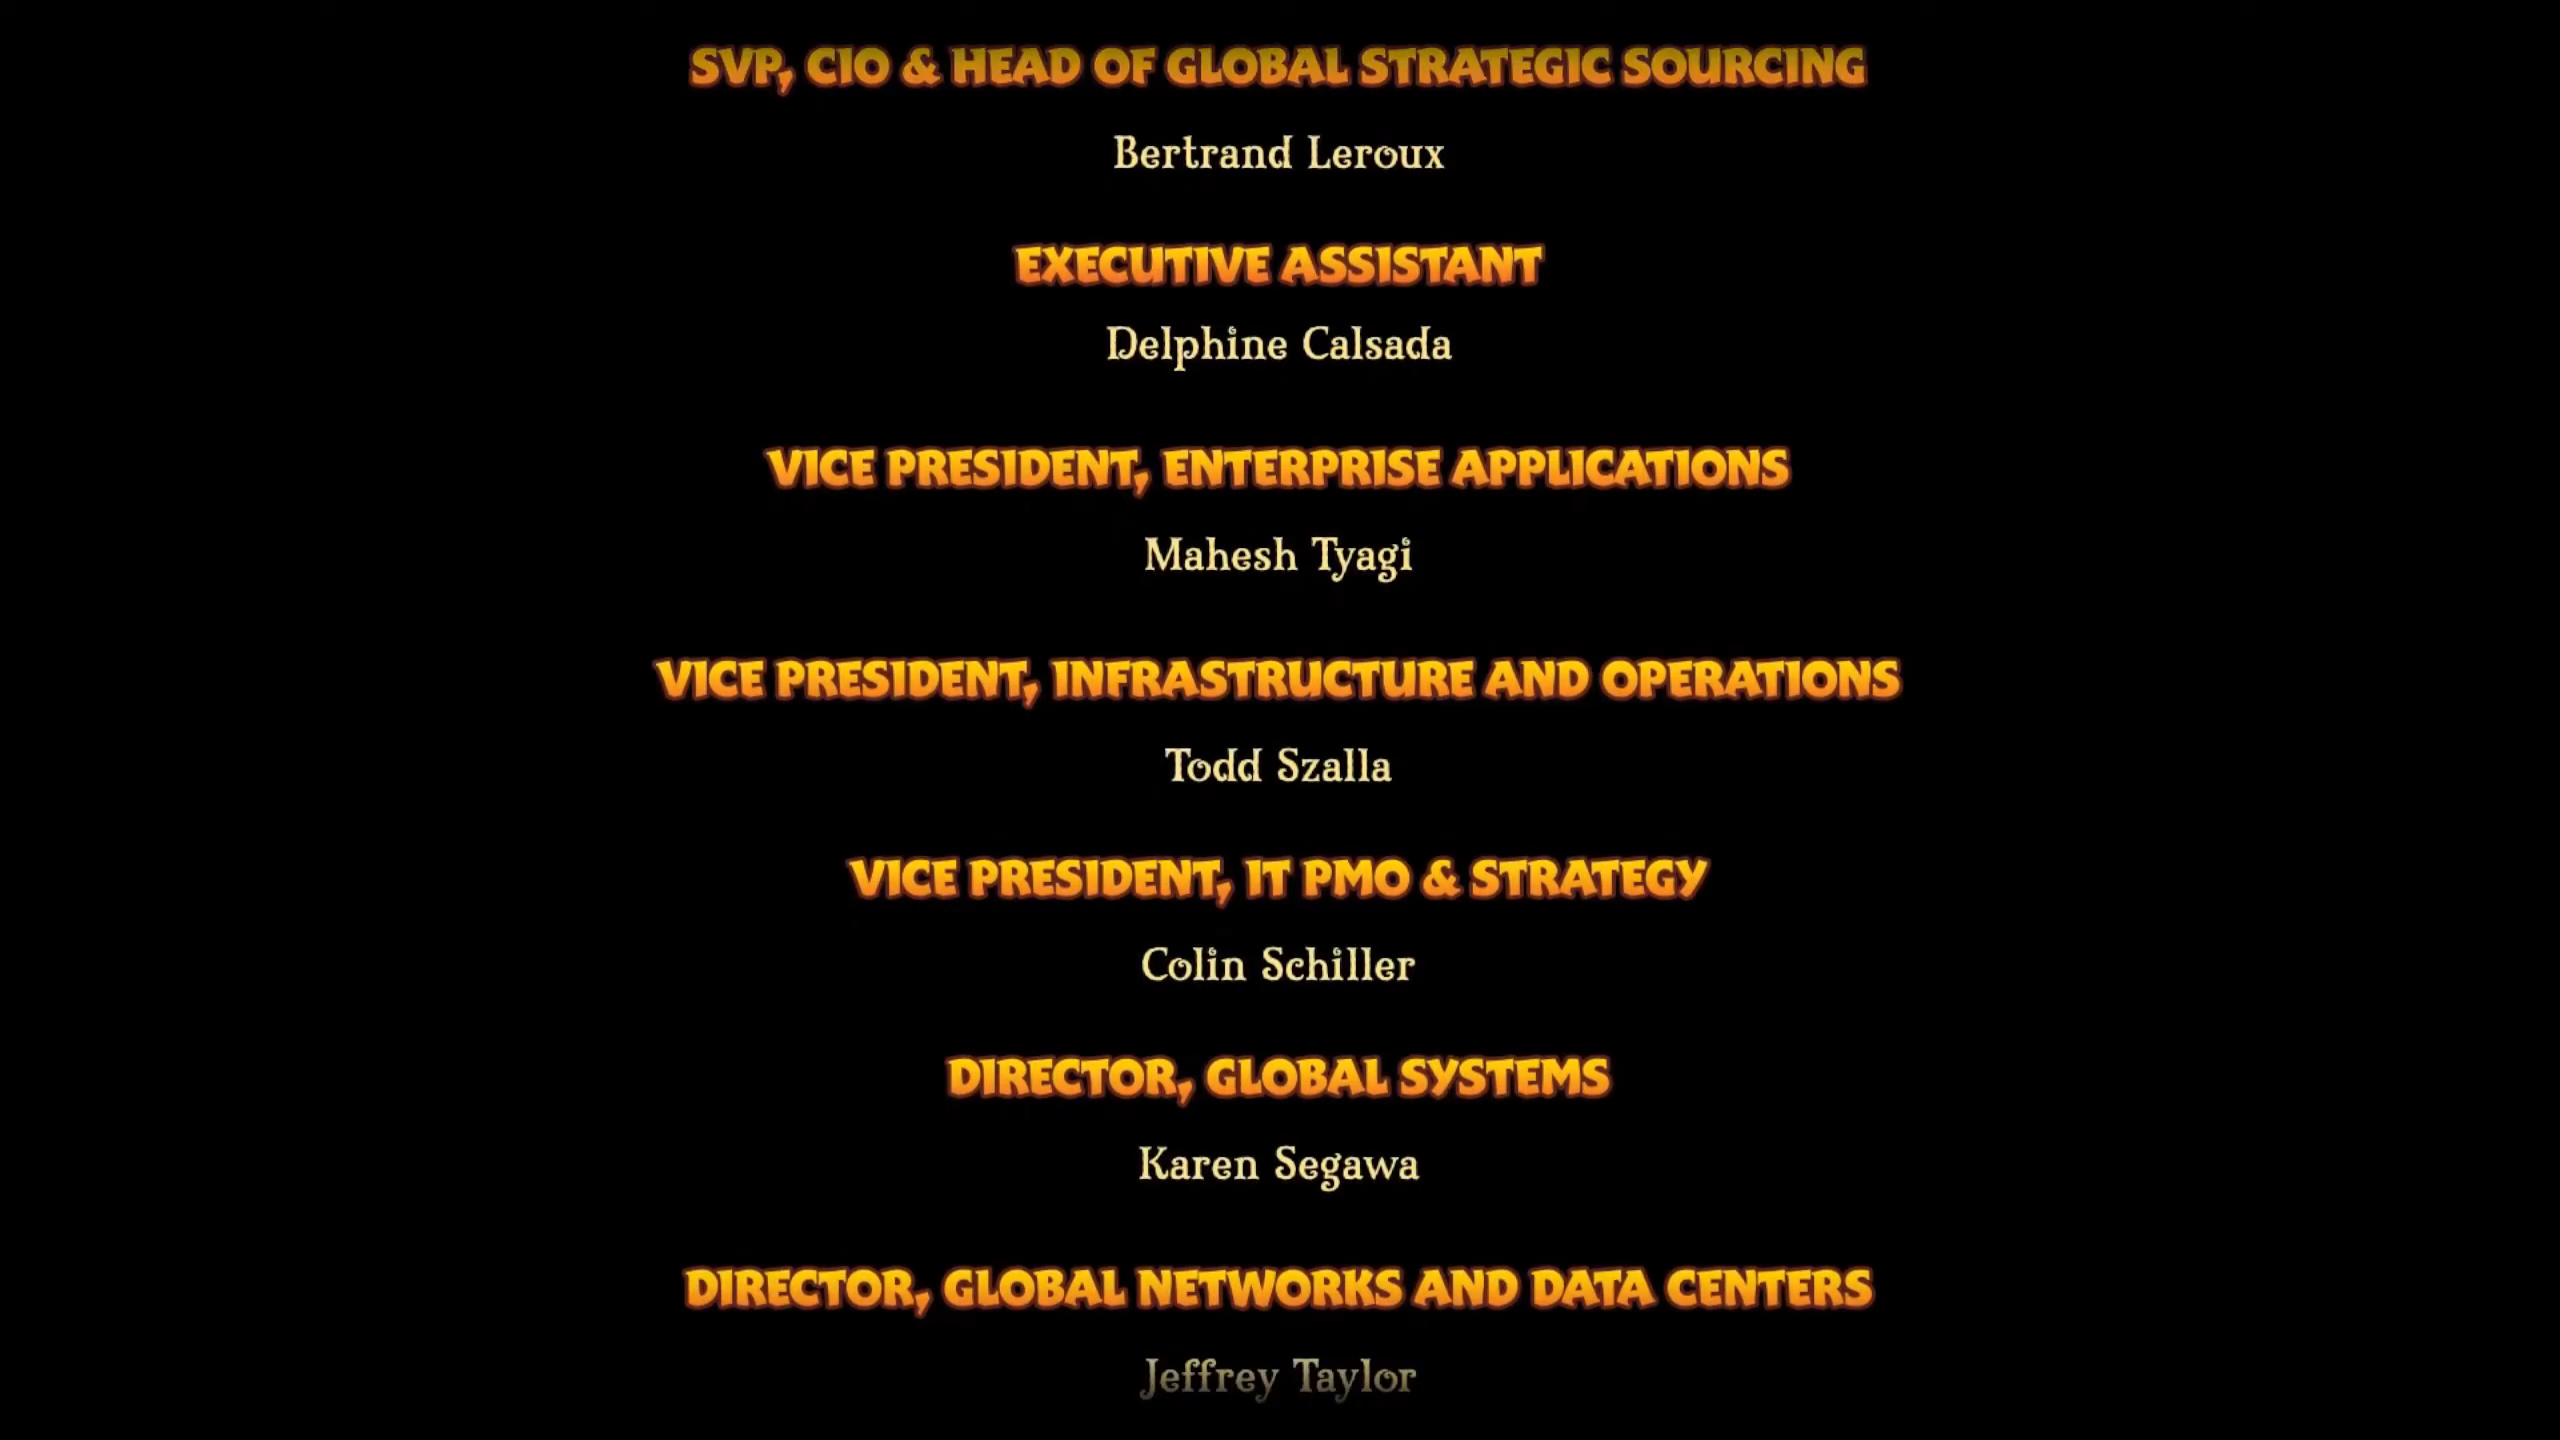 SVP, CIO & HEAD OF GLOBAL STRATEGIC SOURCING
Bertrand Leroux
EXECUTIVE ASSISTANT
Delphine Calsada
VICE PRESIDENT, ENTERPRISE APPLICATIONS
Mahesh Tyagi
VICE PRESIDENT, INFRASTRUCTURE AND OPERATIONS
Todd Szalla
VICE PRESIDENT, IT PMO & STRATEGY
Colin Schiller
DIRECTOR, GLOBAL SYSTEMS
Karen Segawa
DIRECTOR, GLOBAL NETWORKS AND DATA CENTERS
Jeffrey Taylor